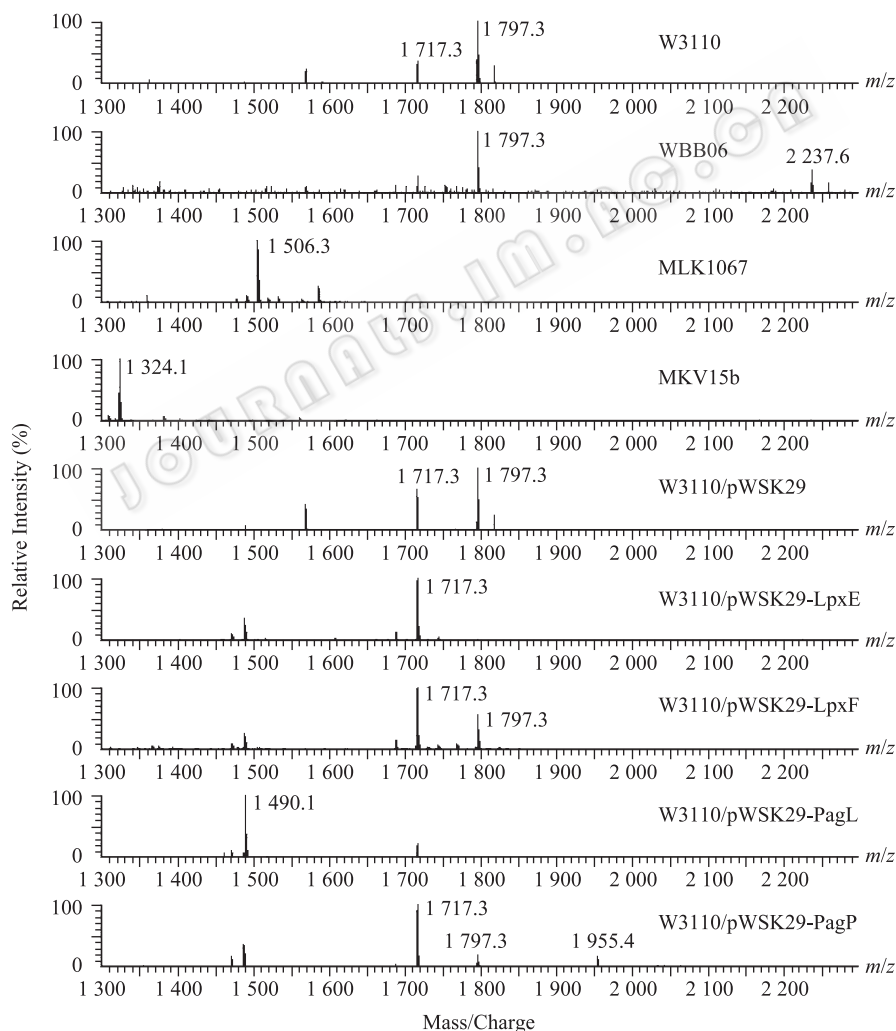 Relative Intensity (%)
100
1 797.3
1 717.3
W3110
0
m/z
1 300 1 400 1 500 1 600 1 700 1 800 1 900 2 000 2 100 2 200
100
1 797.3
WBB06
2 237.6
0
m/z
1 300 1 400 1 500 1 600 1 700 1 800 1 900 2 000 2 100 2 200
100
1 506.3
MLK1067
0
m/z
1 300 1 400 1 500 1 600 1 700 1 800 1 900 2 000 2 100 2 200
100
1 324.1
MKV15b
0
m/z
1 300 1 400 1 500 1 600 1 700 1 800 1 900 2 000 2 100 2 200
100
1 717.3
1 797.3
W3110/pWSK29
0
m/z
1 300 1 400 1 500 1 600 1 700 1 800 1 900 2 000 2 100 2 200
100
1 717.3
W3110/pWSK29-LpxE
0
m/z
1 300 1 400 1 500 1 600 1 700 1 800 1 900 2 000 2 100 2 200
100
1 717.3
1 797.3
W3110/pWSK29-LpxF
0
m/z
1 300 1 400 1 500 1 600 1 700 1 800 1 900 2 000 2 100 2 200
100
1 490.1
W3110/pWSK29-PagL
0
m/z
1 300 1 400 1 500 1 600 1 700 1 800 1 900 2 000 2 100 2 200
100
1 717.3
W3110/pWSK29-PagP
1 797.3
1 955.4
0
m/z
1 300 1 400 1 500 1 600 1 700 1 800 1 900 2 000 2 100 2 200
Mass/Charge
JOURNALS.IM.AC.CN